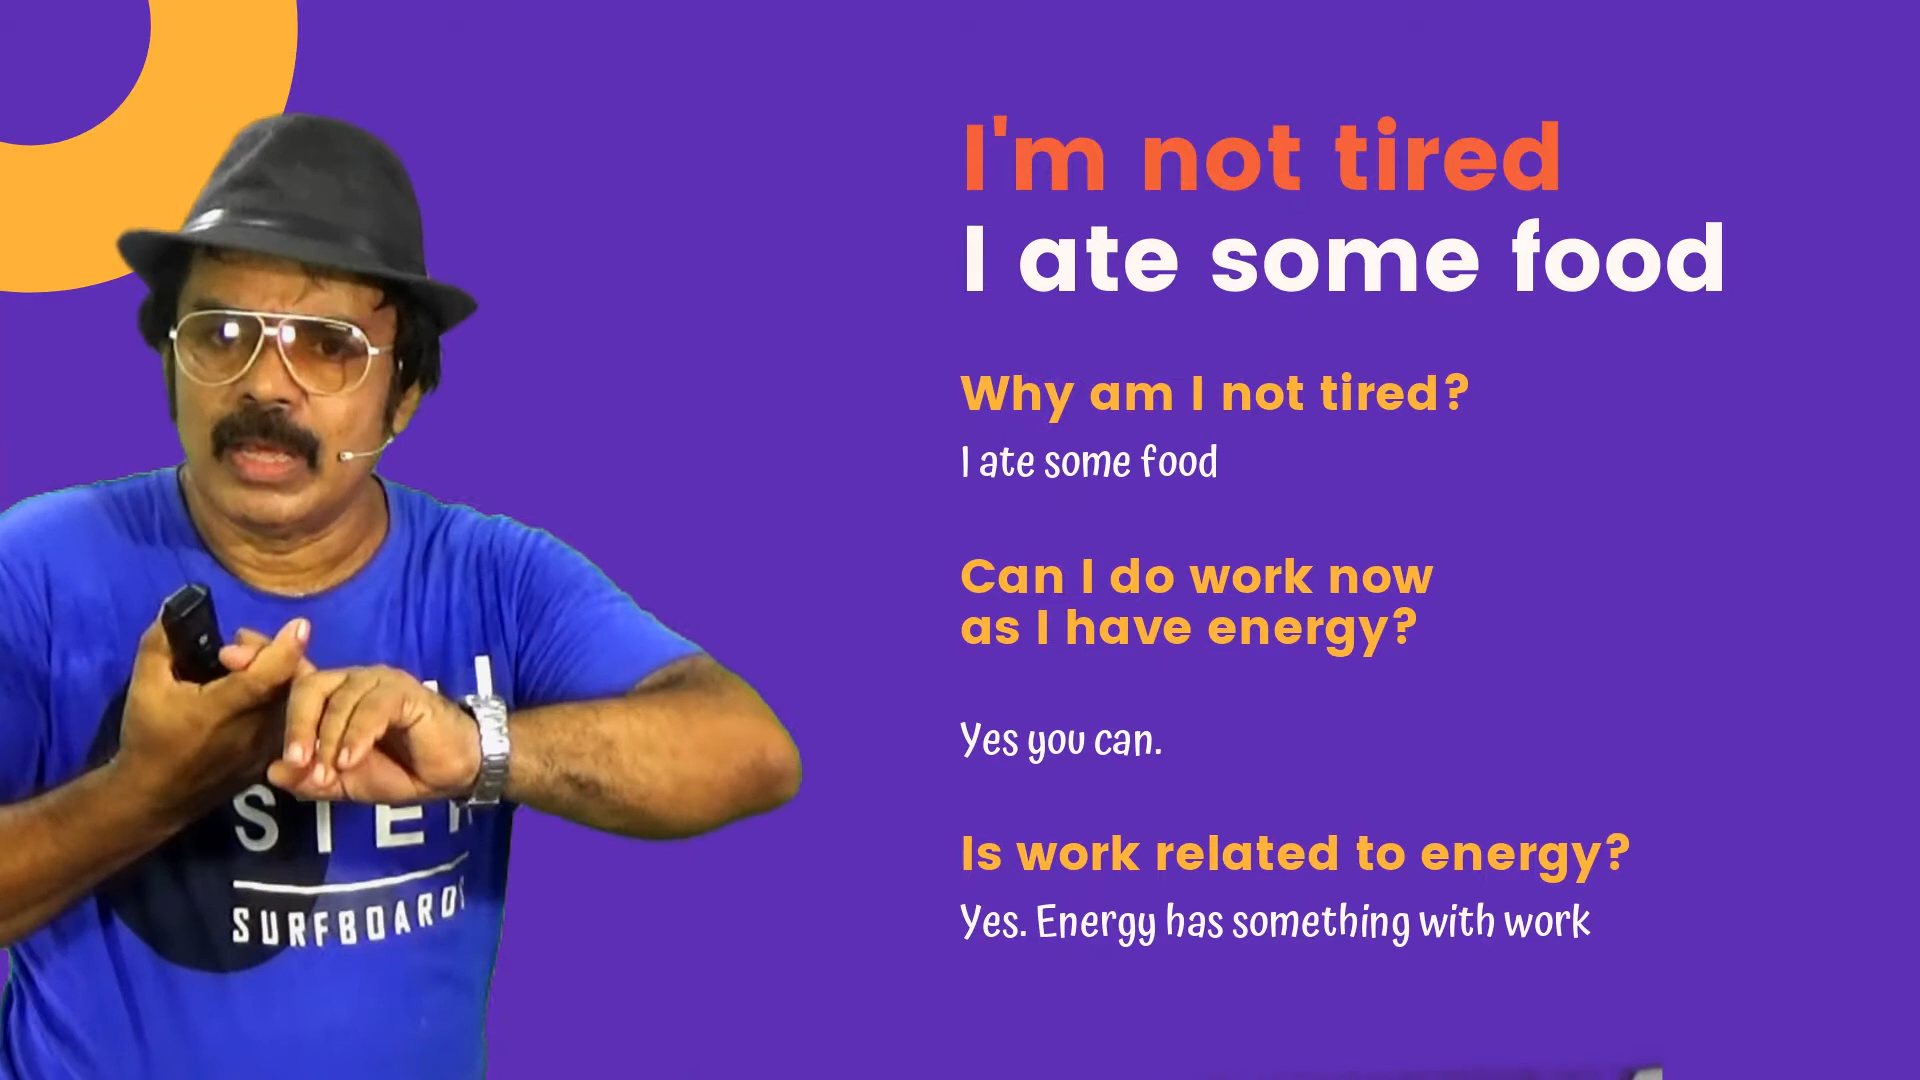 I'm not tired
I ate some food
Why am I not tired?
I ate some food
Can I do work now
as I have energy?
Yes you can.
Is work related to energy?
Yes. Energy has something with work
SURFBOARDS